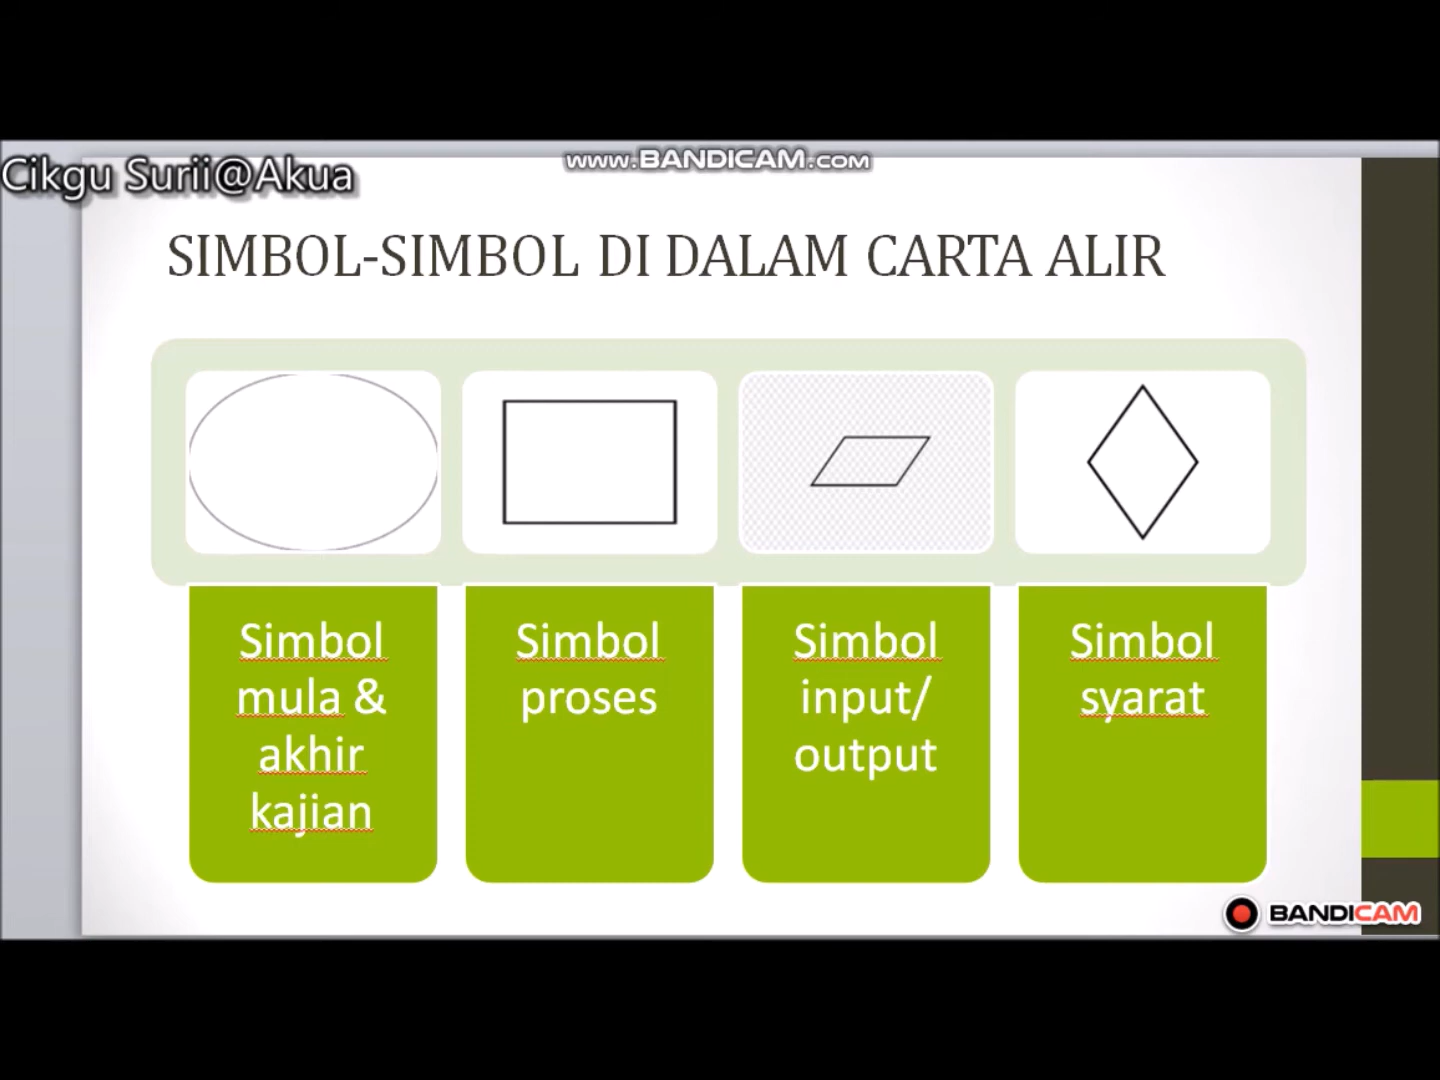 www.BANDICAM.com
Cikgu Surii@Akua
SIMBOL-SIMBOL DI DALAM CARTA ALIR
Simbol
mula &
akhir
kajian
Simbol
proses
Simbol
input/
output
Simbol
syarat
BANDICAM